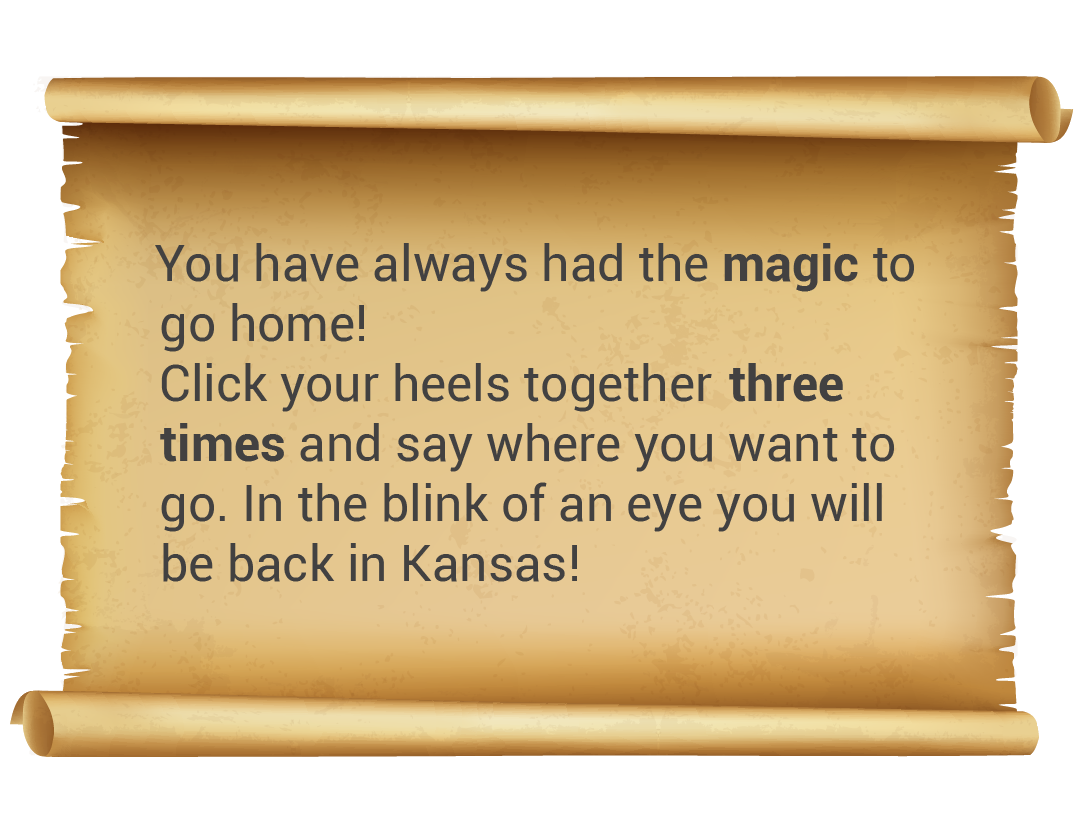 You have always had the magic to
go home!
Click your heels together three
times and say where you want to
go. In the blink of an eye you will
be back in Kansas!